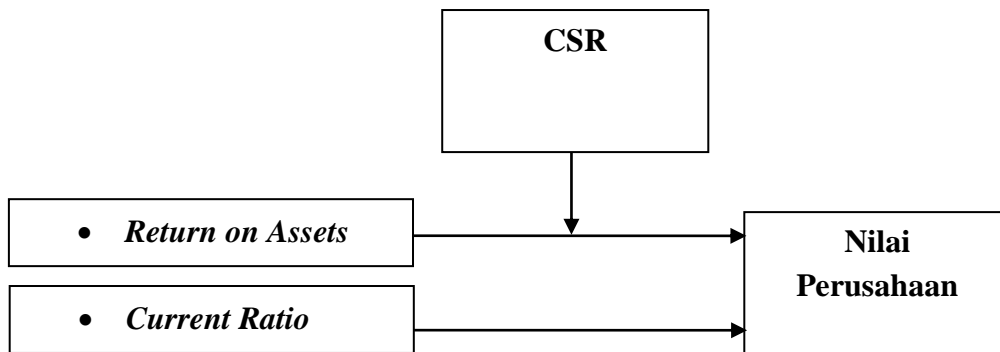 CSR
• Return on Assets
Nilai
Perusahaan
• Current Ratio